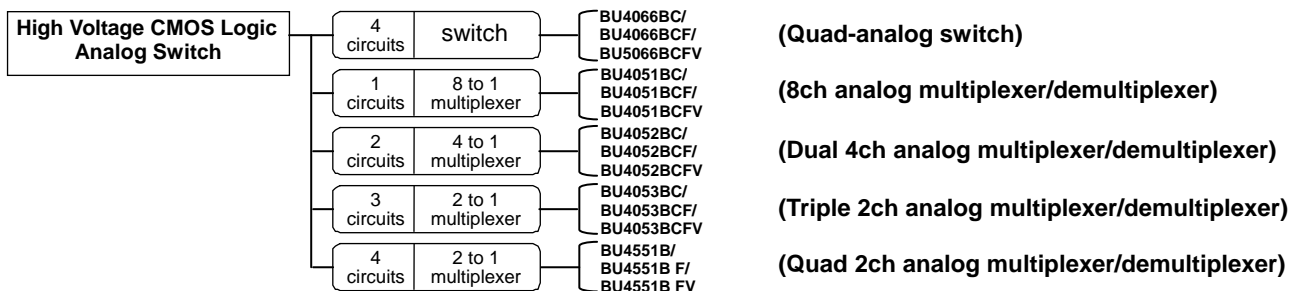 High Voltage CMOS Logic
Analog Switch
4
circuits
switch
BU4066BC/
BU4066BCF/
BU5066BCFV
(Quad-analog switch)
1
circuits
8 to 1
multiplexer
BU4051BC/
BU4051BCF/
BU4051BCFV
(8ch analog multiplexer/demultiplexer)
2
circuits
4 to 1
multiplexer
BU4052BC/
BU4052BCF/
BU4052BCFV
(Dual 4ch analog multiplexer/demultiplexer)
3
circuits
2 to 1
multiplexer
BU4053BC/
BU4053BCF/
BU4053BCFV
(Triple 2ch analog multiplexer/demultiplexer)
4
circuits
2 to 1
multiplexer
BU4551B/
BU4551B F/
BU4551B FV
(Quad 2ch analog multiplexer/demultiplexer)